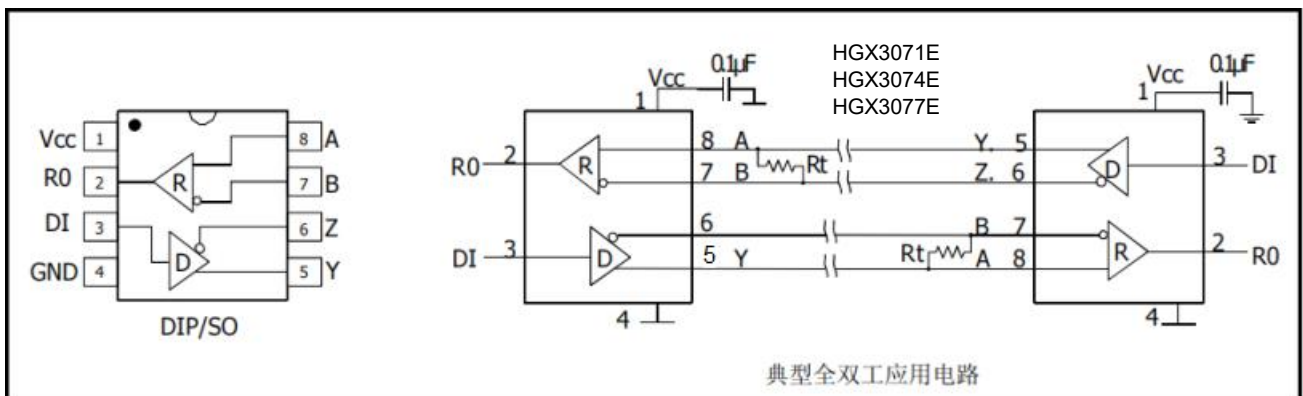 Vcc 1
R0 2
DI 3
GND 4
8 A
7 B
6 Z
5 Y
R
D
DIP/SO
HGX3071E
HGX3074E
HGX3077E
Vcc 0.1µF
1
R0 2
R
8 A
7 B
Rt
DI 3
D
6
5 Y
4
Vcc 0.1µF
1
Y. 5
Z. 6
D
3 DI
B 7
Rt
A 8
R
2 R0
4
典型全双工应用电路